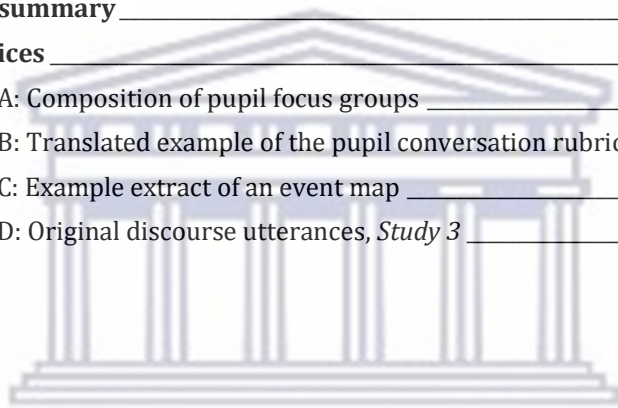 summary
ices
A: Composition of pupil focus groups
B: Translated example of the pupil conversation rubric
C: Example extract of an event map
D: Original discourse utterances, Study 3